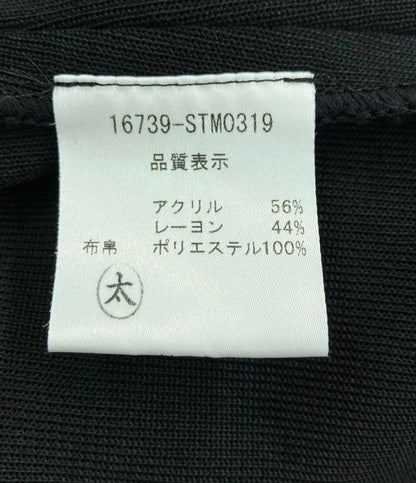 16739-STM0319
品質表示
アクリル 56%
レーヨン 44%
布帛 ポリエステル100%
太